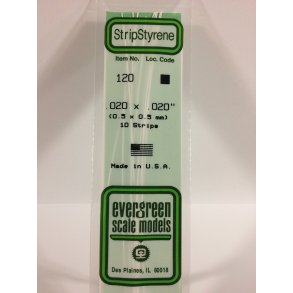 StripStyrene
Item No. Loc. Code
120
.020 x .020"
(0.5 x 0.5 mm)
10 Strips
Made in U.S.A.
evergreen
scale models
Des Plaines, IL 60018